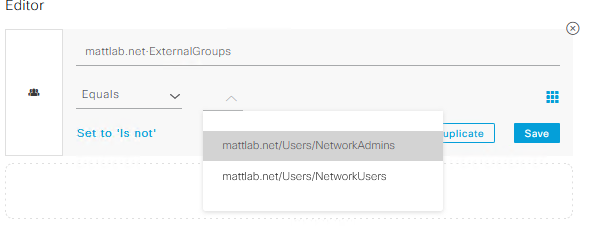 Editor
mattlab.net-ExternalGroups
Equals
mattlab.net/Users/NetworkAdmins
Set to 'Is not'
uplicate
Save
mattlab.net/Users/NetworkUsers